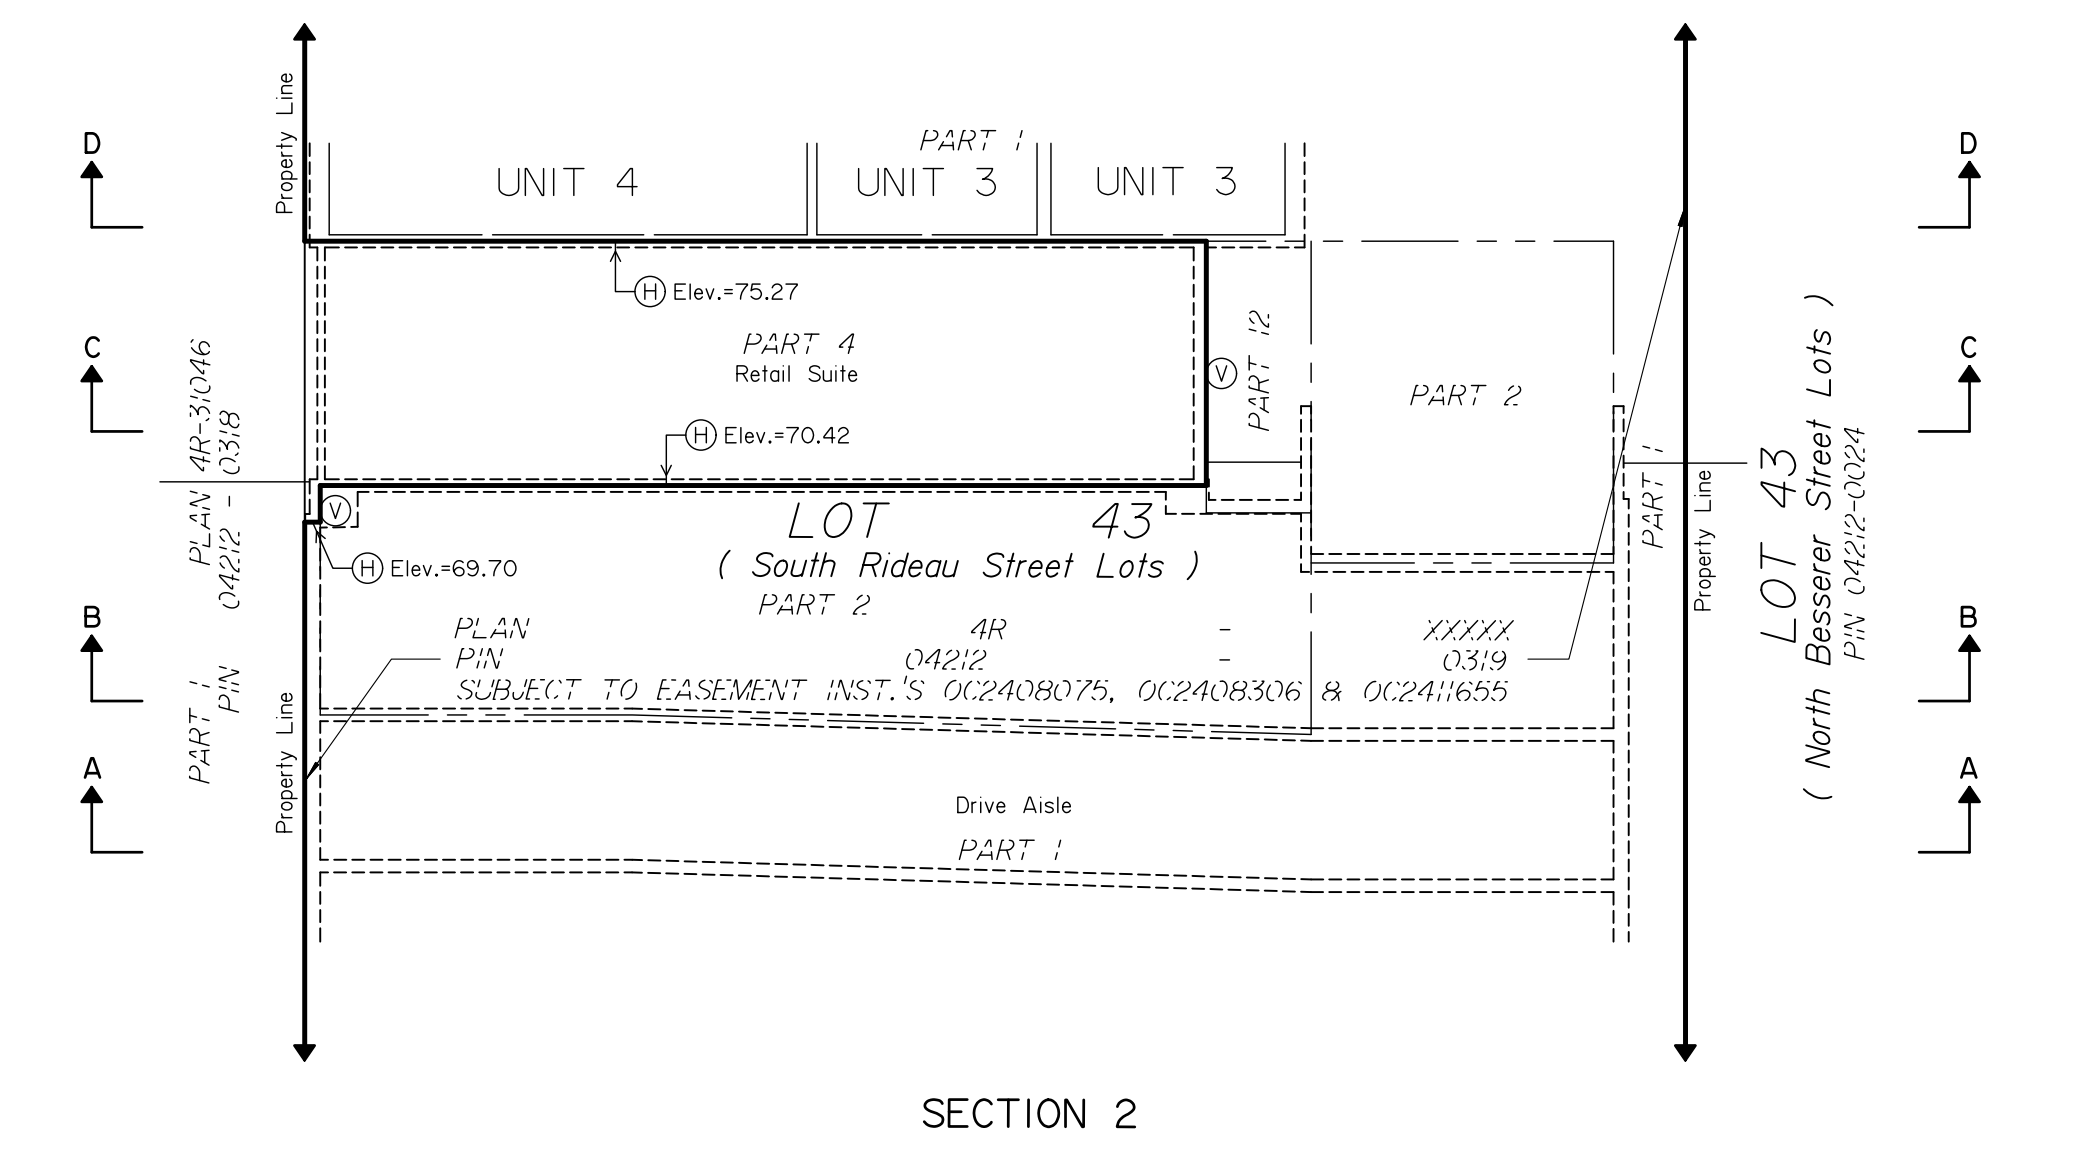 Property Line
D
D
PART 1
UNIT 4
UNIT 3
UNIT 3
H Elev.=75.27
PART 4
Retail Suite
V
PART 12
PART 2
C
C
H Elev.=70.42
PLAN 4R-31046
PART 1
PIN 04212 - 0318
V
H Elev.=69.70
LOT 43
( South Rideau Street Lots )
PART 2
PLAN 4R - XXXXX
PIN 04212 - 0319
SUBJECT TO EASEMENT INST.'S OC2408075, OC2408306 & OC2411655
PART 1
Property Line
LOT 43
( North Besserer Street Lots )
PIN 04212-0024
B
B
Property Line
A
A
Drive Aisle
PART 1
SECTION 2